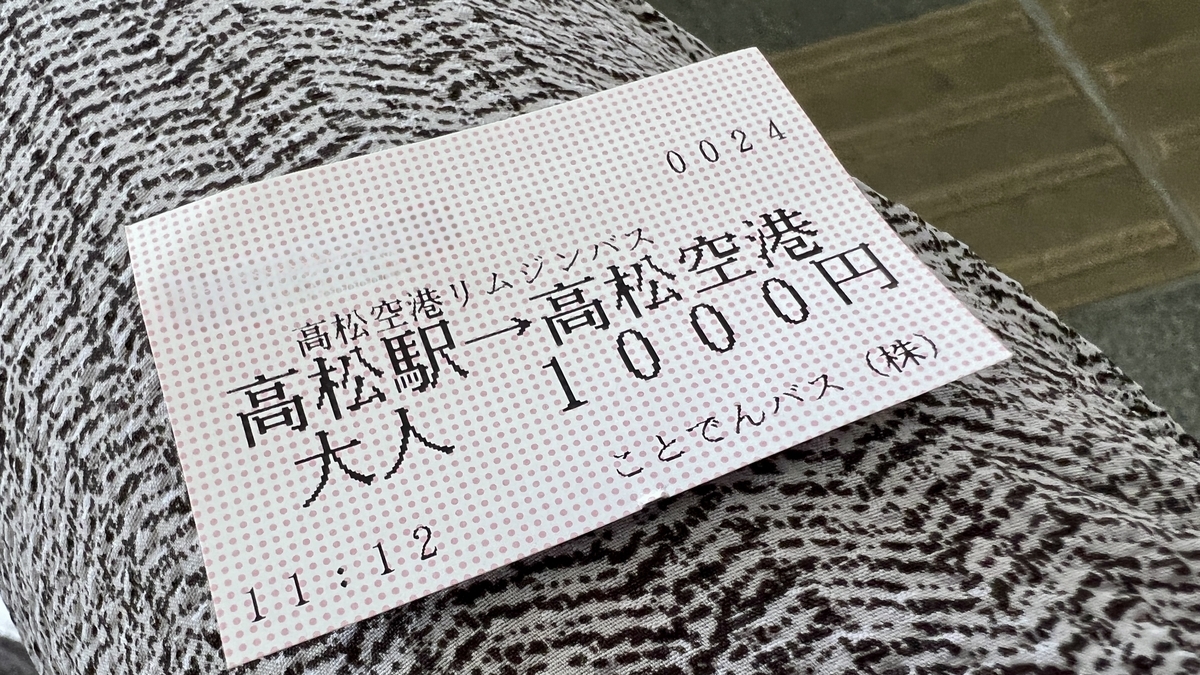 0024
高松空港リムジンバス
高松駅→高松空港
大人 1000円
ことでんバス(株)
11:12